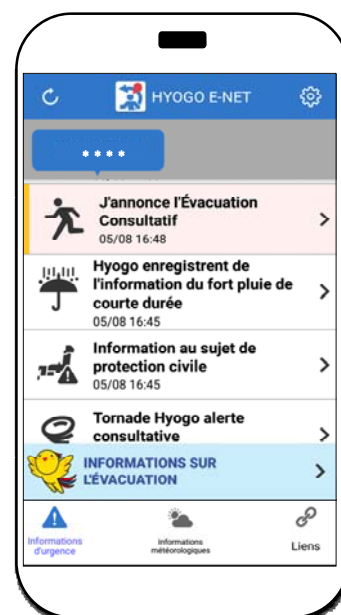 HYOGO E-NET
****
J'annonce l'Évacuation
Consultatif
05/08 16:48
Hyogo enregistrent de
l'information du fort pluie de
courte durée
05/08 16:45
Information au sujet de
protection civile
05/08 16:45
Tornade Hyogo alerte
consultative
INFORMATIONS SUR
L'ÉVACUATION
Informations
d'urgence
Informations
météorologiques
Liens